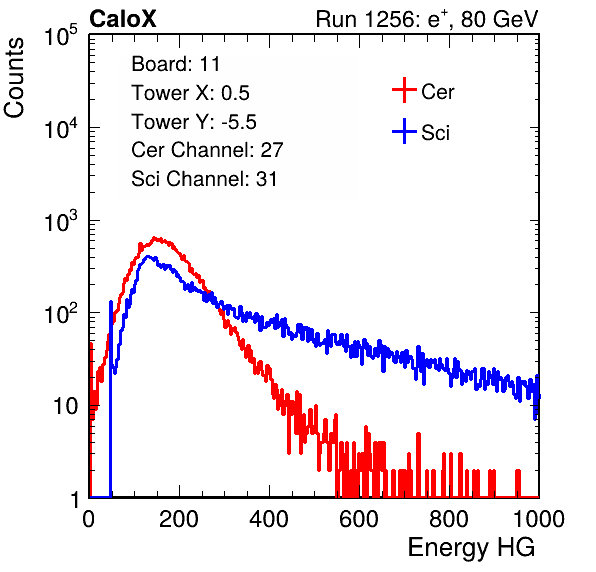 CaloX Run 1256: e+, 80 GeV
Counts
Board: 11
Tower X: 0.5
Tower Y: -5.5
Cer Channel: 27
Sci Channel: 31
Cer
Sci
10^5
10^4
10^3
10^2
10
1
0 200 400 600 800 1000
Energy HG